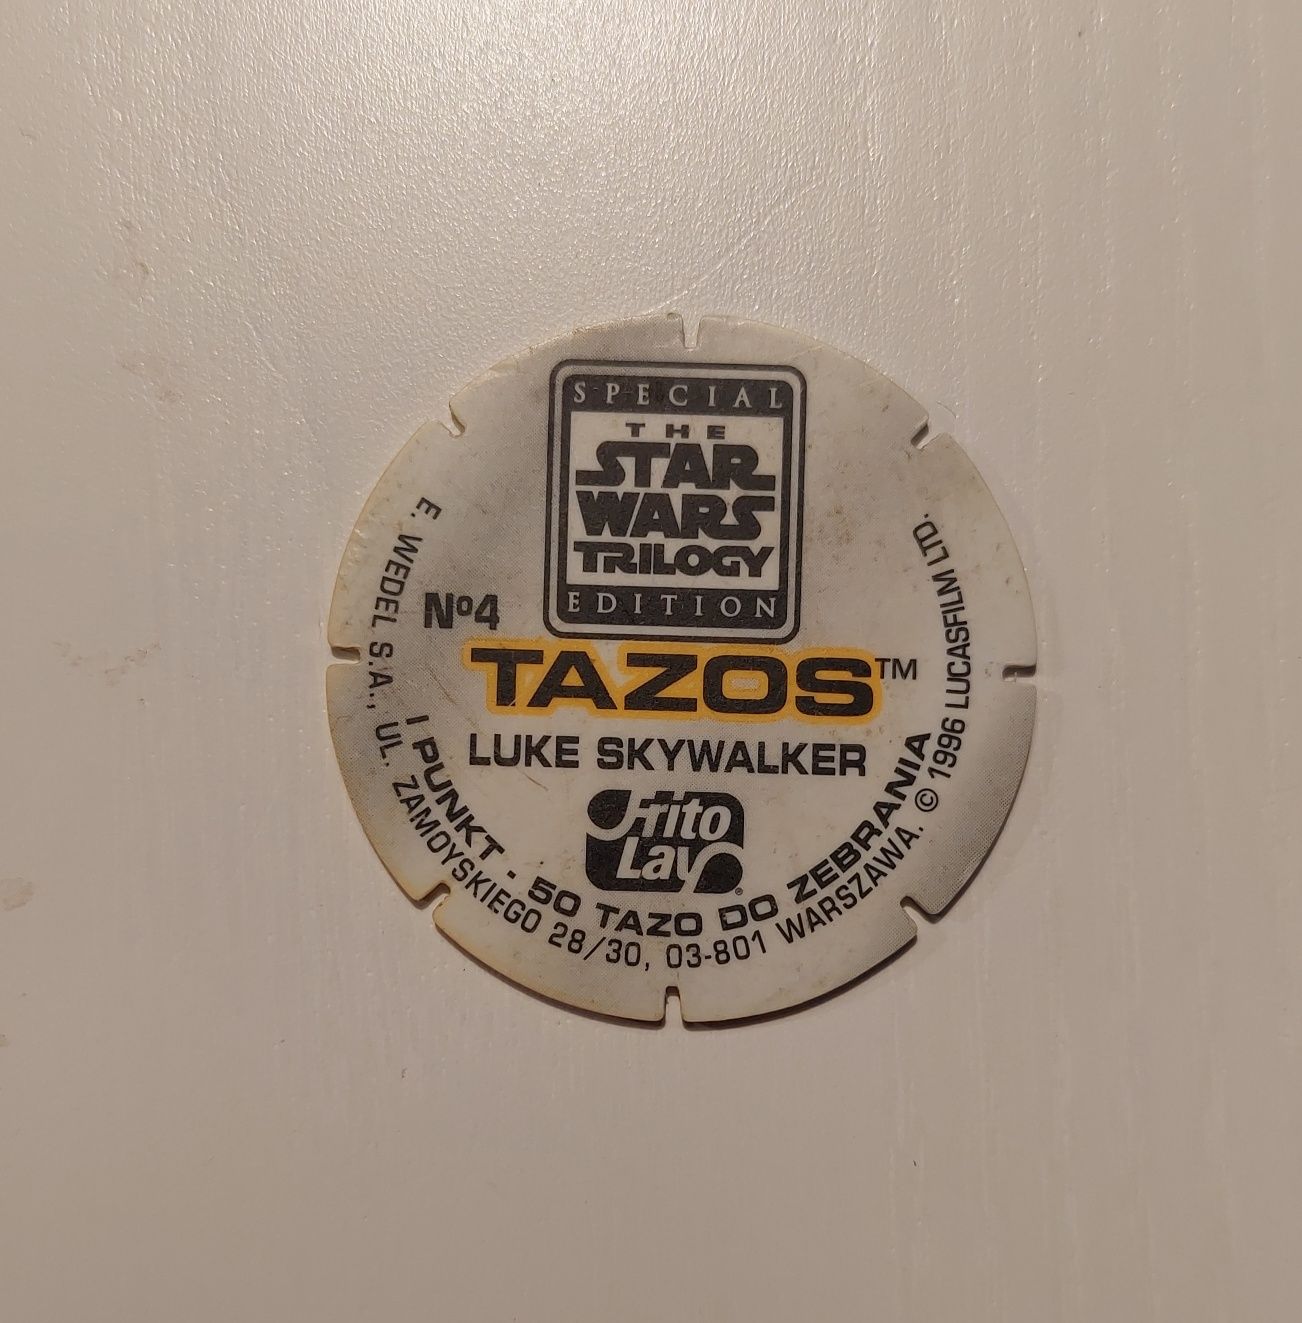 SPECIAL
THE
STAR
WARS
TRILOGY
EDITION
Nº4
TAZOS™
LUKE SKYWALKER
Frito
Lay®
I PUNKT - 50 TAZO DO ZEBRANIA
E. WEDEL S.A., UL. ZAMOYSKIEGO 28/30, 03-801 WARSZAWA. © 1996 LUCASFILM LTD.